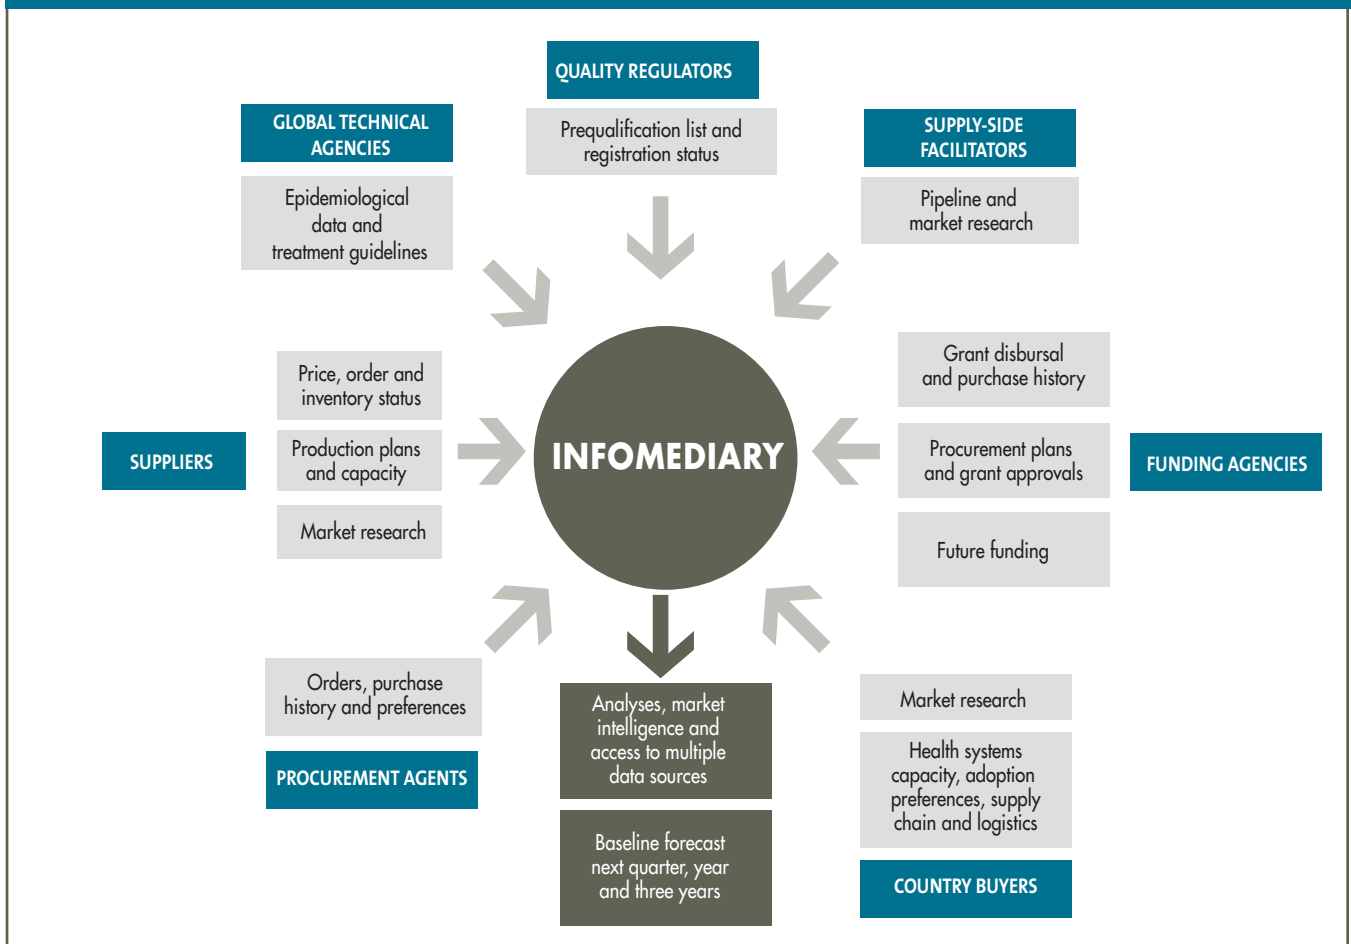 QUALITY REGULATORS
Prequalification list and
registration status
GLOBAL TECHNICAL
AGENCIES
Epidemiological
data and
treatment guidelines
SUPPLY-SIDE
FACILITATORS
Pipeline and
market research
SUPPLIERS
Price, order and
inventory status
Production plans
and capacity
Market research
INFOMEDIARY
Grant disbursal
and purchase history
Procurement plans
and grant approvals
Future funding
FUNDING AGENCIES
Orders, purchase
history and preferences
PROCUREMENT AGENTS
Analyses, market
intelligence and
access to multiple
data sources
Baseline forecast
next quarter, year
and three years
Market research
Health systems
capacity, adoption
preferences, supply
chain and logistics
COUNTRY BUYERS